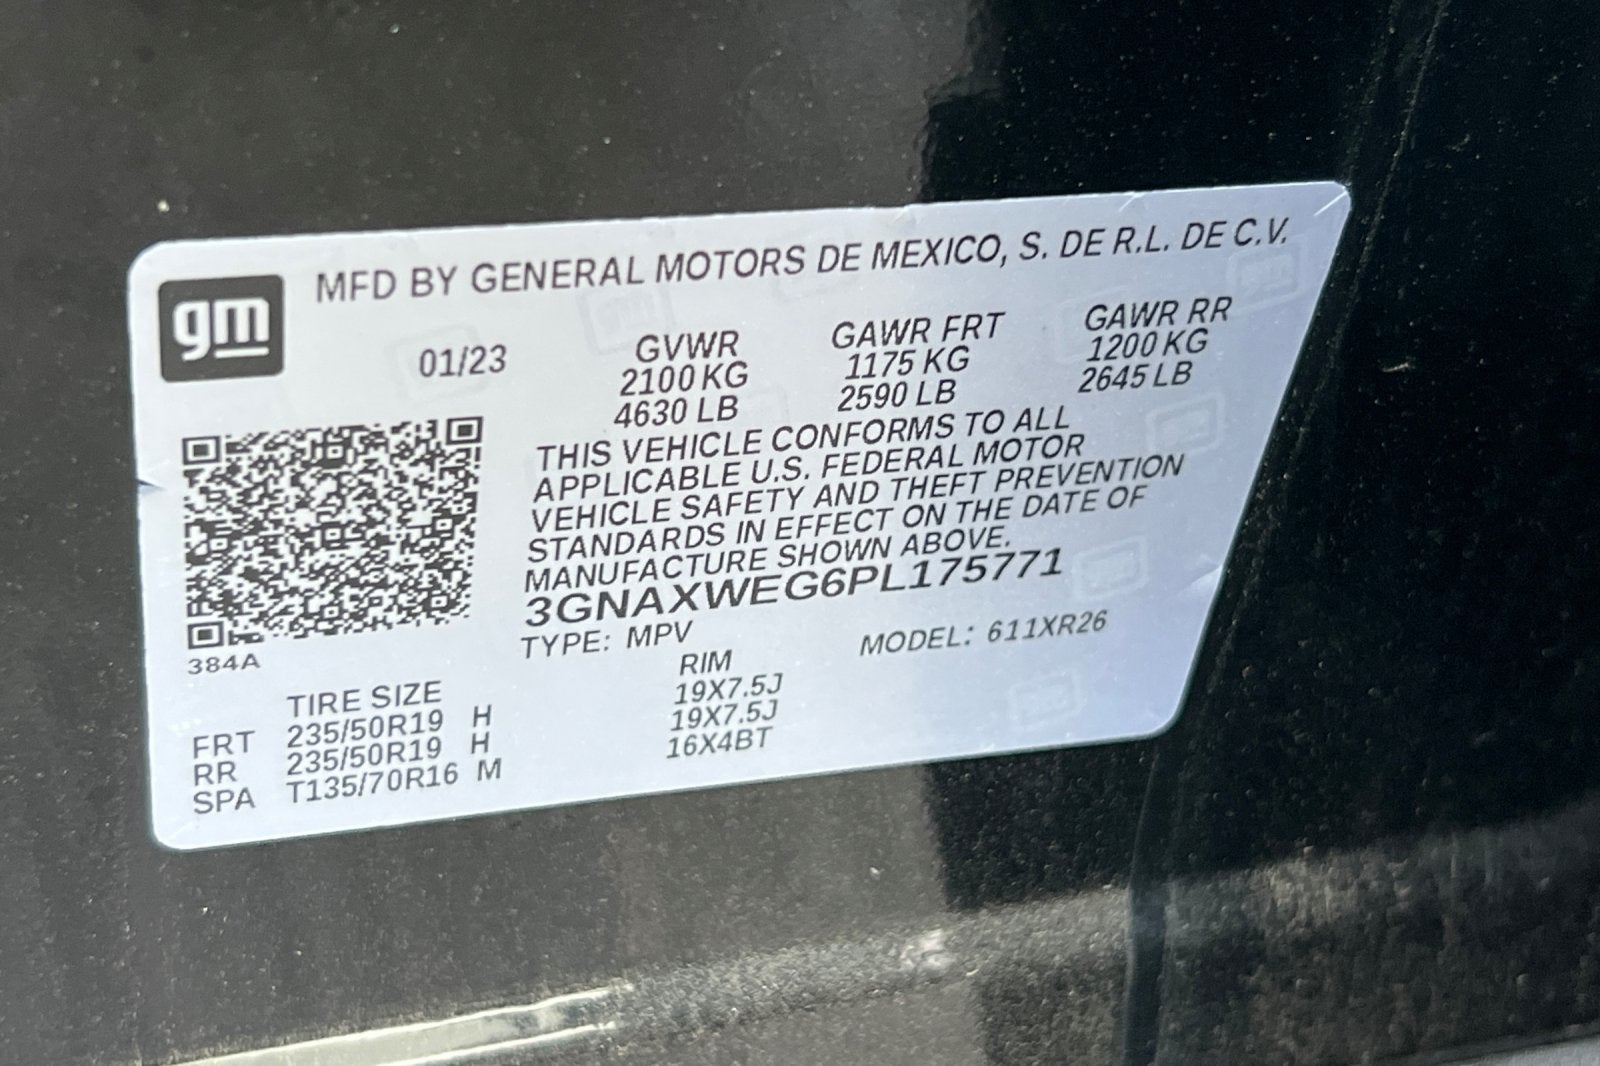 gm
MFD BY GENERAL MOTORS DE MEXICO, S. DE R.L. DE C.V.
01/23 GVWR GAWR FRT GAWR RR
2100 KG 1175 KG 1200 KG
4630 LB 2590 LB 2645 LB
THIS VEHICLE CONFORMS TO ALL
APPLICABLE U.S. FEDERAL MOTOR
VEHICLE SAFETY AND THEFT PREVENTION
STANDARDS IN EFFECT ON THE DATE OF
MANUFACTURE SHOWN ABOVE.
3GNAXWEG6PL175771
TYPE: MPV MODEL: 611XR26
384A
TIRE SIZE RIM
FRT 235/50R19 H 19X7.5J
RR 235/50R19 H 19X7.5J
SPA T135/70R16 M 16X4BT